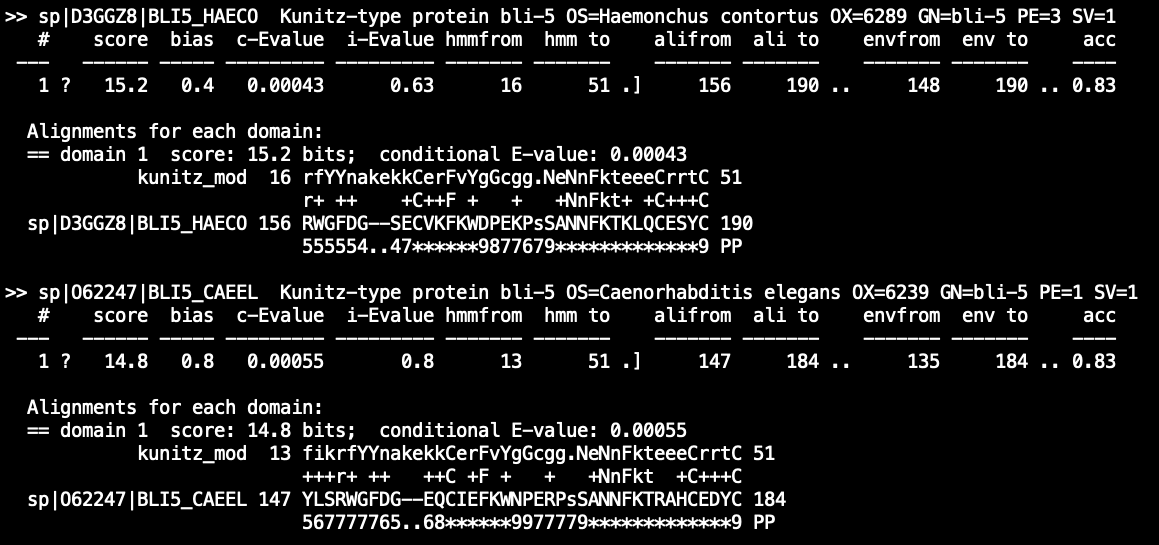 >> sp|D3GGZ8|BLI5_HAECO  Kunitz-type protein bli-5 OS=Haemonchus contortus OX=6289 GN=bli-5 PE=3 SV=1
   #    score  bias  c-Evalue  i-Evalue hmmfrom  hmm to    alifrom  ali to    envfrom  env to     acc
 ---   ------ ----- --------- --------- ------- -------    ------- -------    ------- -------    ----
   1 ?   15.2   0.4   0.00043      0.63      16      51 .]     156     190 ..     148     190 .. 0.83
  Alignments for each domain:
  == domain 1  score: 15.2 bits;  conditional E-value: 0.00043
            kunitz_mod  16 rfYYnakekkCerFvYgGcgg.NeNnFkteeeCrrtC 51
                           r+ ++    +C++F +   +   +NnFkt+ +C+++C
  sp|D3GGZ8|BLI5_HAECO 156 RWGFDG--SECVKFKWDPEKPsSANNFKTKLQCESYC 190
                           555554..47******9877679*************9 PP
>> sp|O62247|BLI5_CAEEL  Kunitz-type protein bli-5 OS=Caenorhabditis elegans OX=6239 GN=bli-5 PE=1 SV=1
   #    score  bias  c-Evalue  i-Evalue hmmfrom  hmm to    alifrom  ali to    envfrom  env to     acc
 ---   ------ ----- --------- --------- ------- -------    ------- -------    ------- -------    ----
   1 ?   14.8   0.8   0.00055       0.8      13      51 .]     147     184 ..     135     184 .. 0.83
  Alignments for each domain:
  == domain 1  score: 14.8 bits;  conditional E-value: 0.00055
            kunitz_mod  13 fikrfYYnakekkCerFvYgGcgg.NeNnFkteeeCrrtC 51
                           +++r+ ++   ++C +F +   +   +NnFkt  +C+++C
  sp|O62247|BLI5_CAEEL 147 YLSRWGFDG--EQCIEFKWNPERPsSANNFKTRAHCEDYC 184
                           567777765..68******9977779*************9 PP